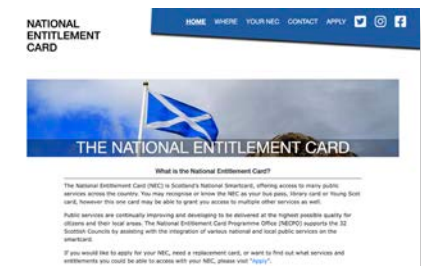 NATIONAL
ENTITLEMENT
CARD
HOME WHERE YOUR NEC CONTACT APPLY
THE NATIONAL ENTITLEMENT CARD
What is the National Entitlement Card?
The National Entitlement Card (NEC) is Scotland's National Smartcard, offering access to many public
services across the country. You may recognise or know the NEC as your bus pass, library card or Young Scot
card, however this one card may be able to grant you access to multiple other services as well.
Public services are continually improving and developing to be delivered at the highest possible quality for
citizens and their local areas. The National Entitlement Card Programme Office (NECPO) supports the 32
Scottish Councils by assisting with the integration of various national and local public services on the
smartcard.
If you would like to apply for your NEC, need a replacement card, or want to find out what services and
entitlements you could be able to access with your NEC, please visit "Apply".